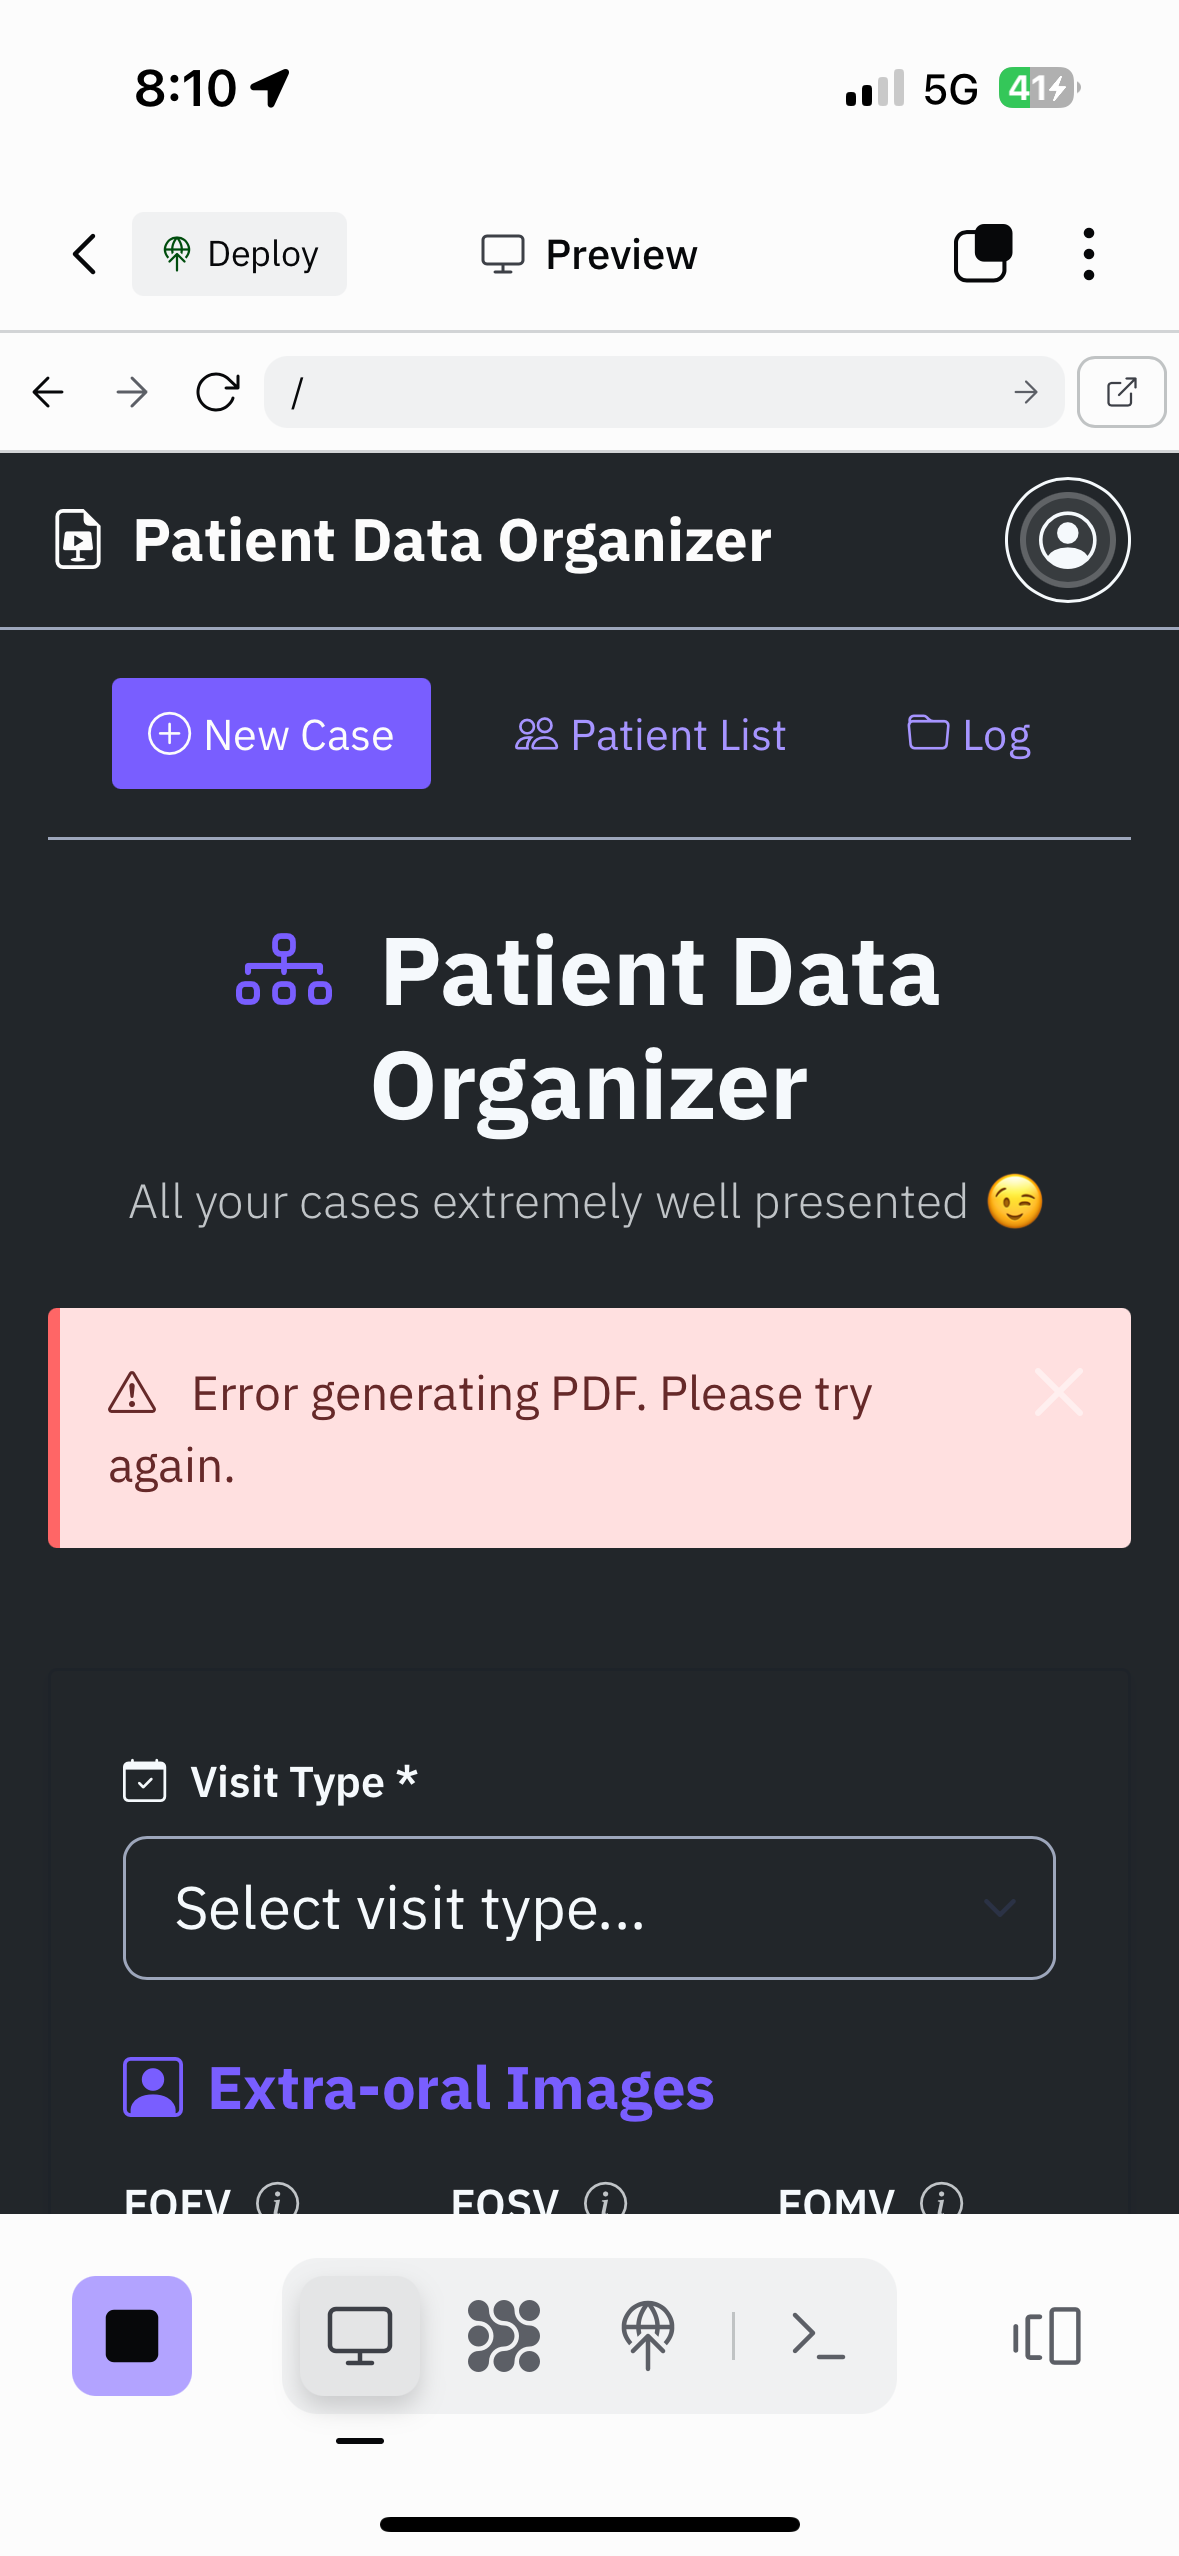 8:10
5G
41
Deploy
Preview
/
Patient Data Organizer
New Case
Patient List
Log
Patient Data
Organizer
All your cases extremely well presented 😉
Error generating PDF. Please try
again.
Visit Type *
Select visit type...
Extra-oral Images
EOFV
EOSV
EOMV